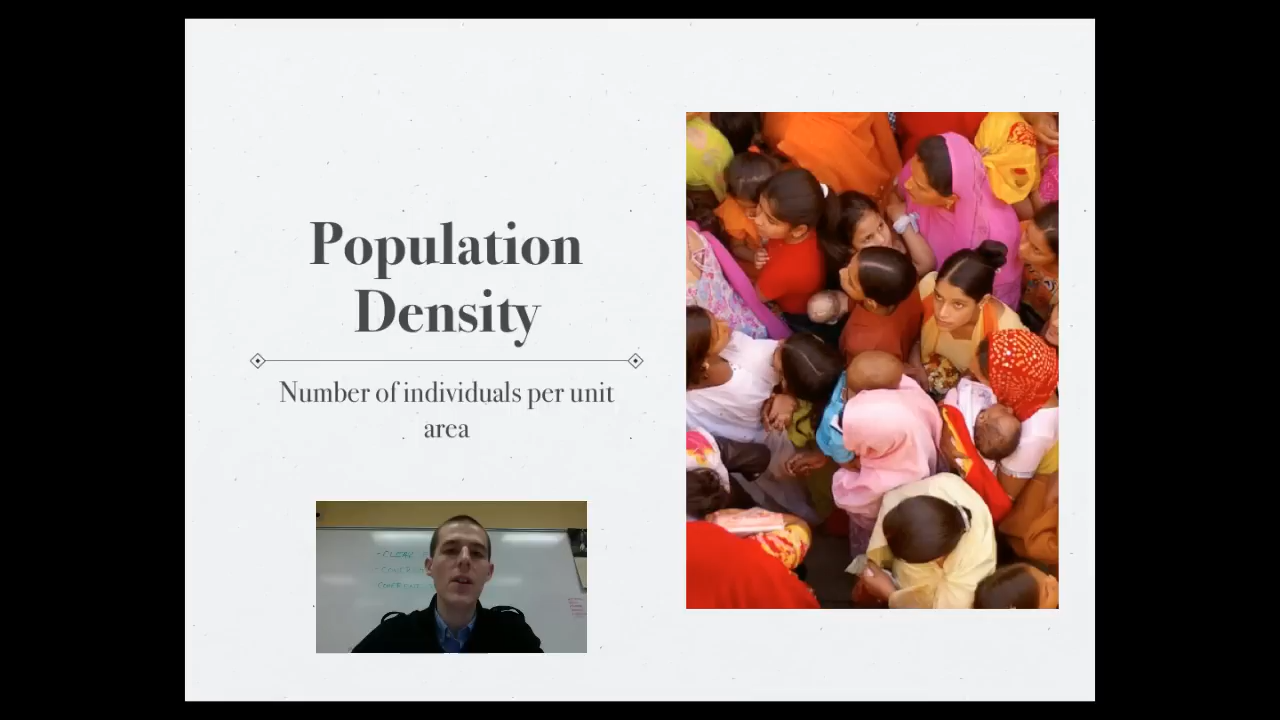 Population
Density
Number of individuals per unit
area